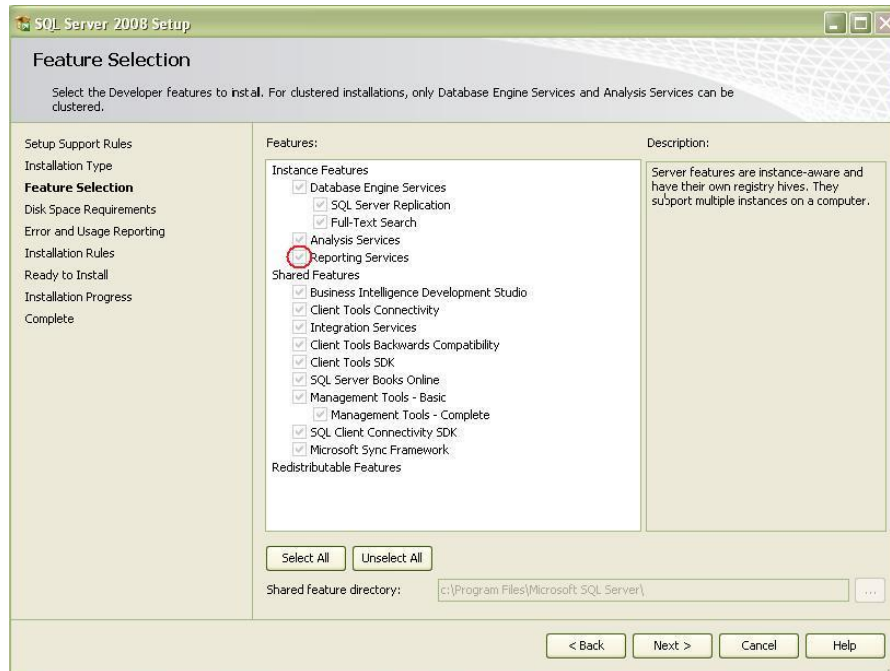 SQL Server 2008 Setup
Feature Selection
Select the Developer features to install. For clustered installations, only Database Engine Services and Analysis Services can be
clustered.
Setup Support Rules
Installation Type
Feature Selection
Disk Space Requirements
Error and Usage Reporting
Installation Rules
Ready to Install
Installation Progress
Complete
Features:
Instance Features
Database Engine Services
SQL Server Replication
Full-Text Search
Analysis Services
Reporting Services
Shared Features
Business Intelligence Development Studio
Client Tools Connectivity
Integration Services
Client Tools Backwards Compatibility
Client Tools SDK
SQL Server Books Online
Management Tools - Basic
Management Tools - Complete
SQL Client Connectivity SDK
Microsoft Sync Framework
Redistributable Features
Description:
Server features are instance-aware and
have their own registry hives. They
support multiple instances on a computer.
Select All
Unselect All
Shared feature directory:
c:\Program Files\Microsoft SQL Server\
...
< Back
Next >
Cancel
Help